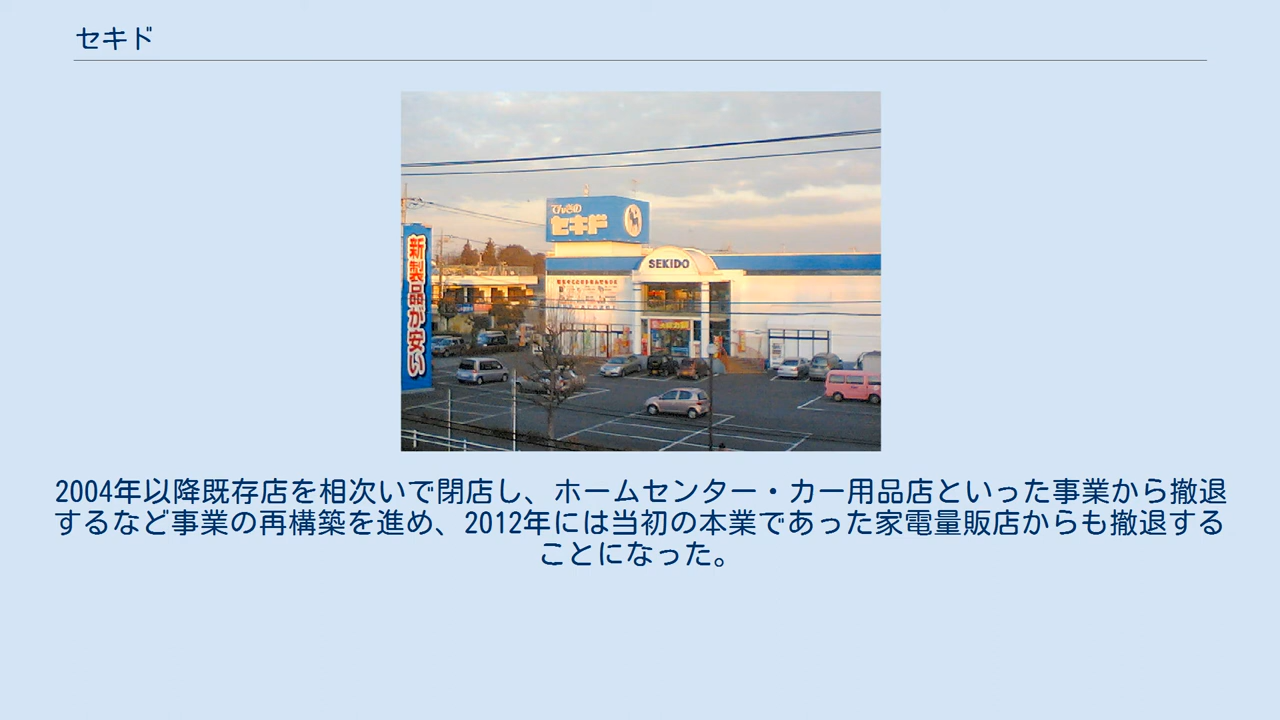 セキド
でんきの
セキド
SEKIDO
新製品が安い
2004年以降既存店を相次いで閉店し、ホームセンター・カー用品店といった事業から撤退
するなど事業の再構築を進め、2012年には当初の本業であった家電量販店からも撤退する
ことになった。